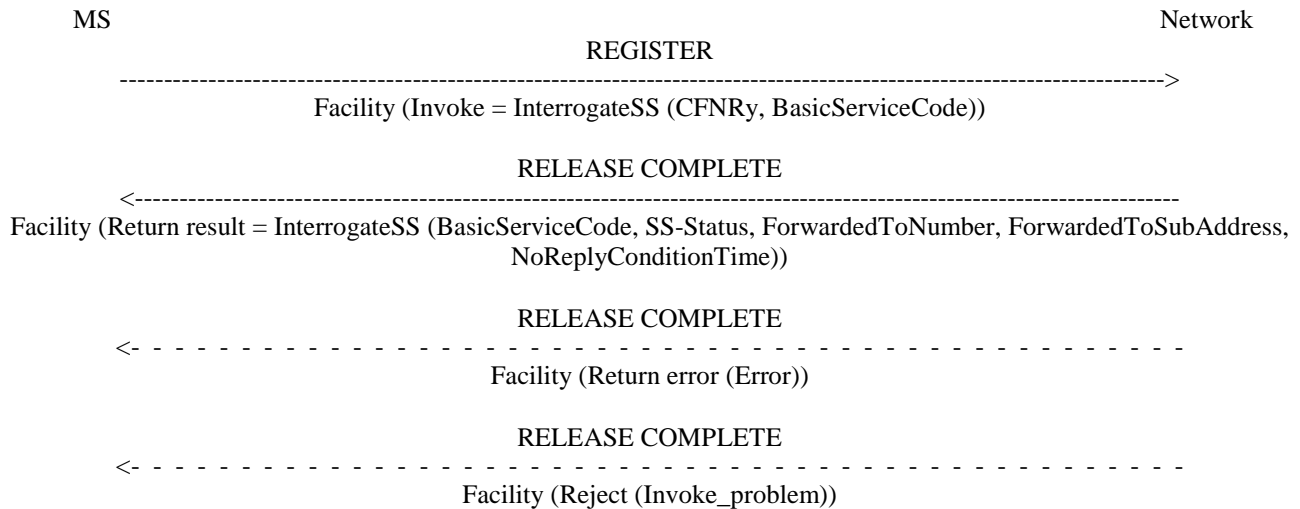 MS Network
REGISTER
------------------------------------------------------------------------------------------------------------------------>
Facility (Invoke = InterrogateSS (CFNRy, BasicServiceCode))
RELEASE COMPLETE
<------------------------------------------------------------------------------------------------------------------------
Facility (Return result = InterrogateSS (BasicServiceCode, SS-Status, ForwardedToNumber, ForwardedToSubAddress,
NoReplyConditionTime))
RELEASE COMPLETE
<- - - - - - - - - - - - - - - - - - - - - - - - - - - - - - - - - - - - - - - - - - - - - - - - -
Facility (Return error (Error))
RELEASE COMPLETE
<- - - - - - - - - - - - - - - - - - - - - - - - - - - - - - - - - - - - - - - - - - - - - - - - -
Facility (Reject (Invoke_problem))